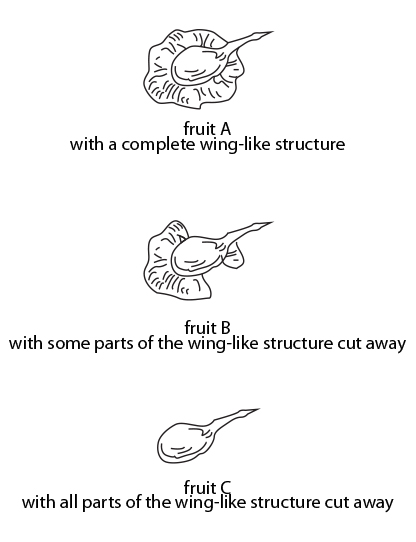 fruit A
with a complete wing-like structure
fruit B
with some parts of the wing-like structure cut away
fruit C
with all parts of the wing-like structure cut away